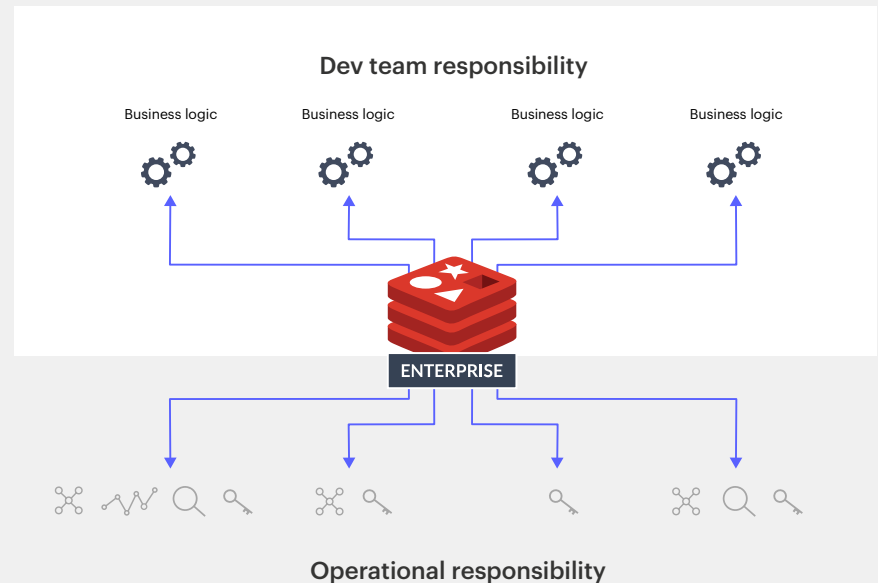 Dev team responsibility
Business logic
Business logic
Business logic
Business logic
ENTERPRISE
Operational responsibility